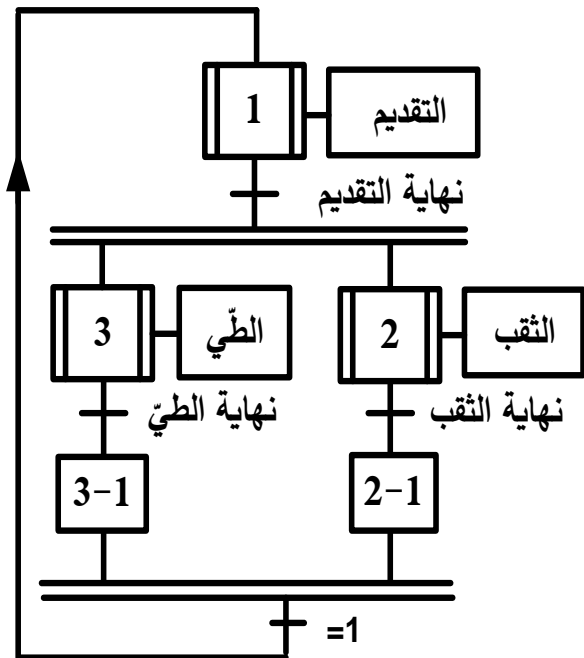 1
التقديم
نهاية التقديم
2
الثقب
3
الطّي
نهاية الثقب
نهاية الطيّ
2-1
3-1
=1